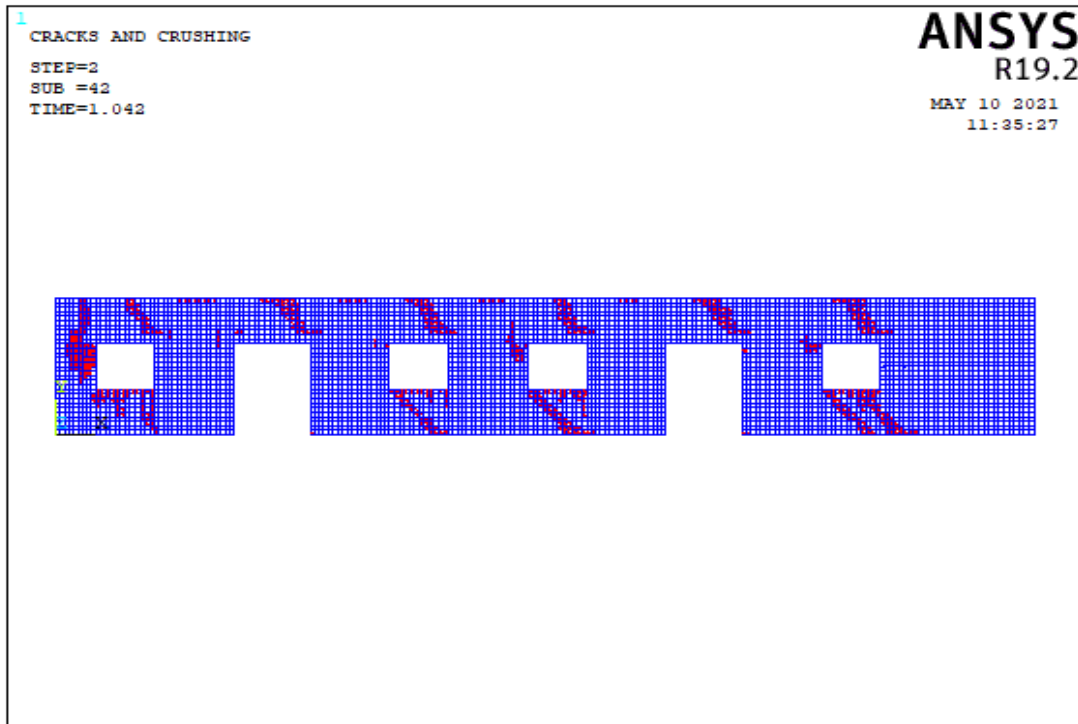 1
CRACKS AND CRUSHING
STEP=2
SUB =42
TIME=1.042
ANSYS
R19.2
MAY 10 2021
11:35:27
Y
Z X